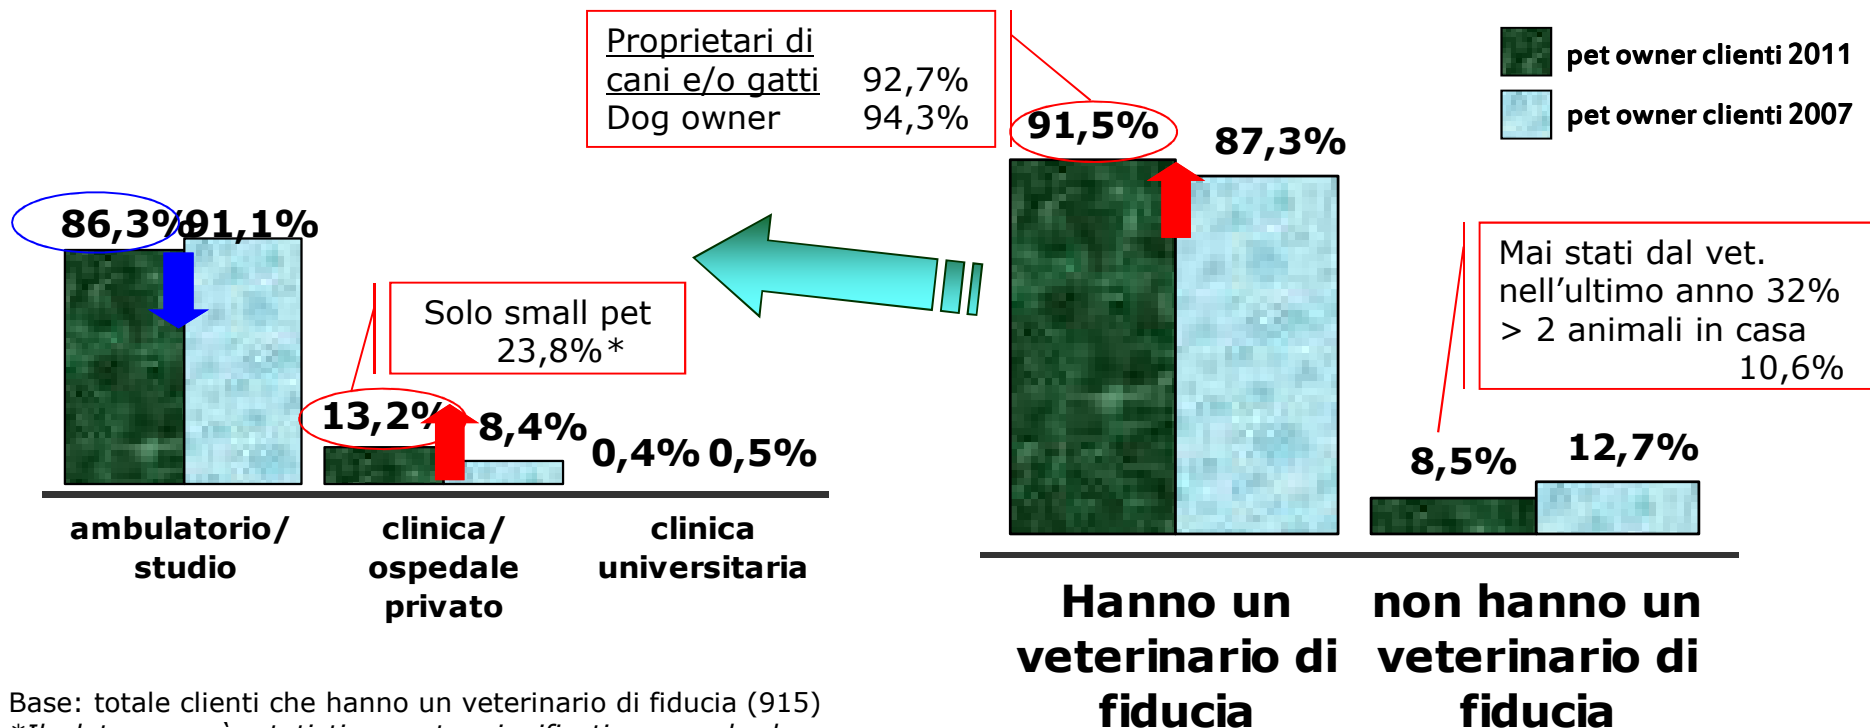 Proprietari di
cani e/o gatti 92,7%
Dog owner 94,3%
pet owner clienti 2011
pet owner clienti 2007
91,5%
87,3%
86,3%
91,1%
Solo small pet
23,8%*
13,2%
8,4%
0,4% 0,5%
Mai stati dal vet.
nell’ultimo anno 32%
> 2 animali in casa
10,6%
8,5%
12,7%
ambulatorio/
studio
clinica/
ospedale
privato
clinica
universitaria
Hanno un
veterinario di
fiducia
non hanno un
veterinario di
fiducia
Base: totale clienti che hanno un veterinario di fiducia (915)